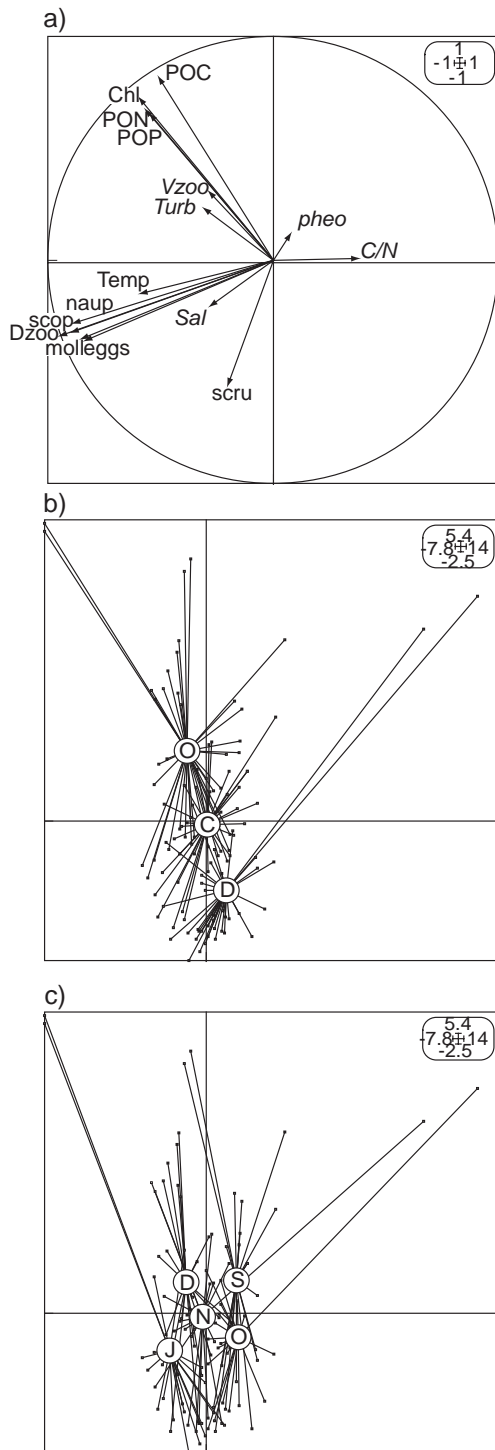 a)
1
-1 1
-1
POC
Chl
PON
POP
Vzoo
Turb
pheo
C/N
Temp
naup
scop
Sal
Dzoo
molleggs
scru
b)
5.4
-7.8 14
-2.5
O
C
D
c)
5.4
-7.8 14
-2.5
D
S
N
O
J